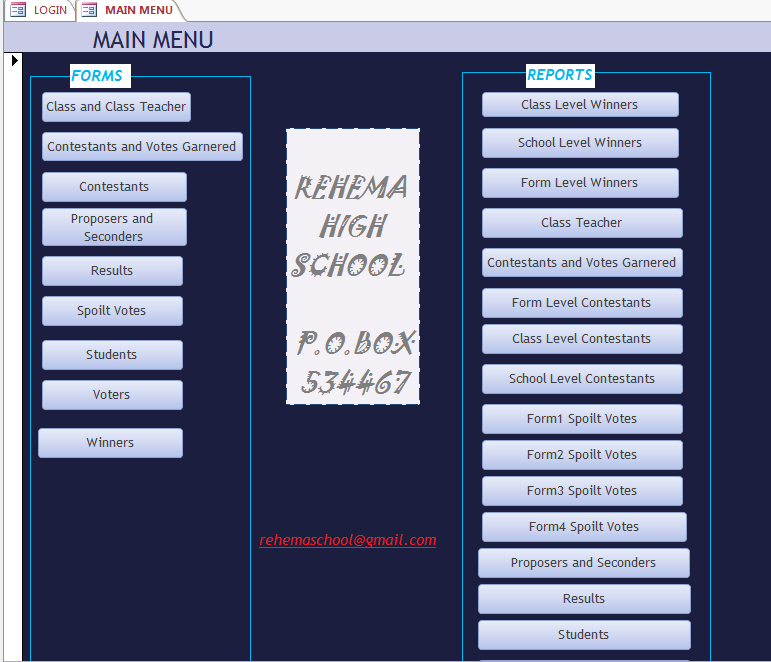 LOGIN
MAIN MENU
MAIN MENU
FORMS
Class and Class Teacher
Contestants and Votes Garnered
Contestants
Proposers and
Seconders
Results
Spoilt Votes
Students
Voters
Winners
REHEMA
HIGH
SCHOOL
P.O.BOX
534467
rehemaschool@gmail.com
REPORTS
Class Level Winners
School Level Winners
Form Level Winners
Class Teacher
Contestants and Votes Garnered
Form Level Contestants
Class Level Contestants
School Level Contestants
Form1 Spoilt Votes
Form2 Spoilt Votes
Form3 Spoilt Votes
Form4 Spoilt Votes
Proposers and Seconders
Results
Students